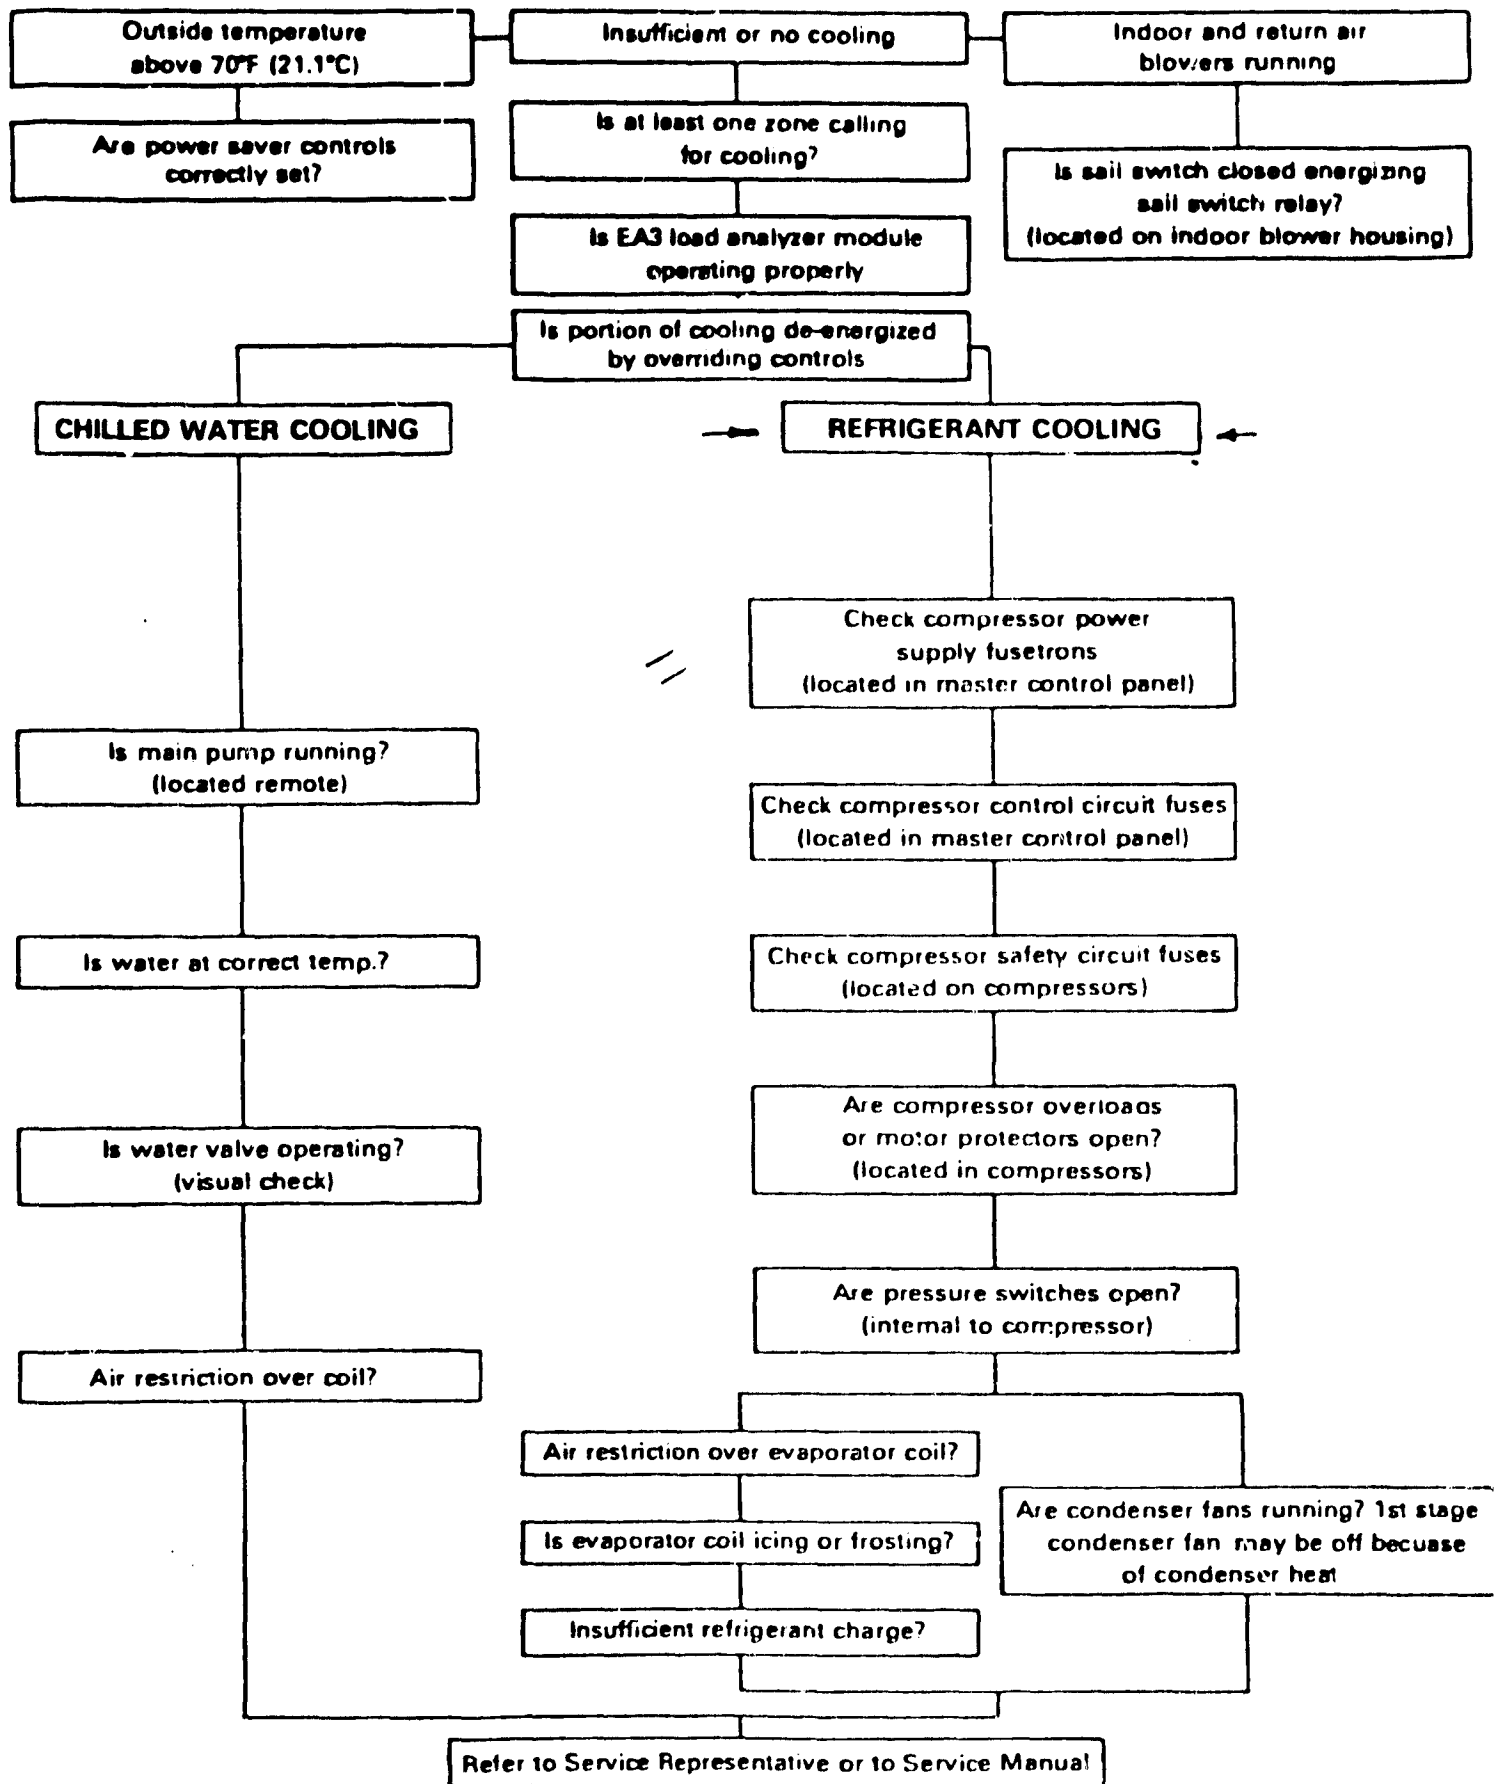 Outside temperature
above 70°F (21.1°C)
Insufficient or no cooling
Indoor and return air
blowers running
Are power saver controls
correctly set?
Is at least one zone calling
for cooling?
Is sail switch closed energizing
sail switch relay?
(located on indoor blower housing)
Is EA3 load analyzer module
operating properly
Is portion of cooling de-energized
by overriding controls
CHILLED WATER COOLING
REFRIGERANT COOLING
Is main pump running?
(located remote)
Is water at correct temp.?
Is water valve operating?
(visual check)
Air restriction over coil?
Check compressor power
supply fusetrons
(located in master control panel)
Check compressor control circuit fuses
(located in master control panel)
Check compressor safety circuit fuses
(located on compressors)
Are compressor overloads
or motor protectors open?
(located in compressors)
Are pressure switches open?
(internal to compressor)
Air restriction over evaporator coil?
Is evaporator coil icing or frosting?
Insufficient refrigerant charge?
Are condenser fans running? 1st stage
condenser fan may be off becuase
of condenser heat
Refer to Service Representative or to Service Manual